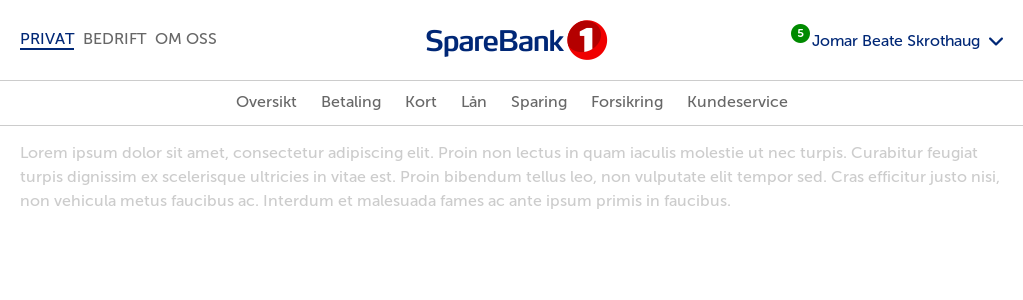 PRIVAT BEDRIFT OM OSS
SpareBank 1
5 Jomar Beate Skrothaug
Oversikt Betaling Kort Lån Sparing Forsikring Kundeservice
Lorem ipsum dolor sit amet, consectetur adipiscing elit. Proin non lectus in quam iaculis molestie ut nec turpis. Curabitur feugiat
turpis dignissim ex scelerisque ultricies in vitae est. Proin bibendum tellus leo, non vulputate elit tempor sed. Cras efficitur justo nisi,
non vehicula metus faucibus ac. Interdum et malesuada fames ac ante ipsum primis in faucibus.